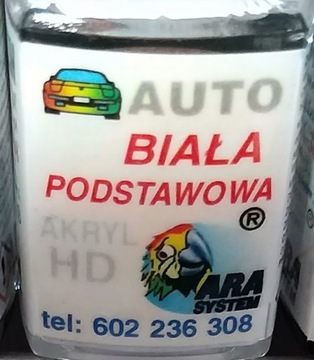 AUTO
BIAŁA
PODSTAWOWA
®
AKRYL
HD
ARA
SYSTEM
tel: 602 236 308